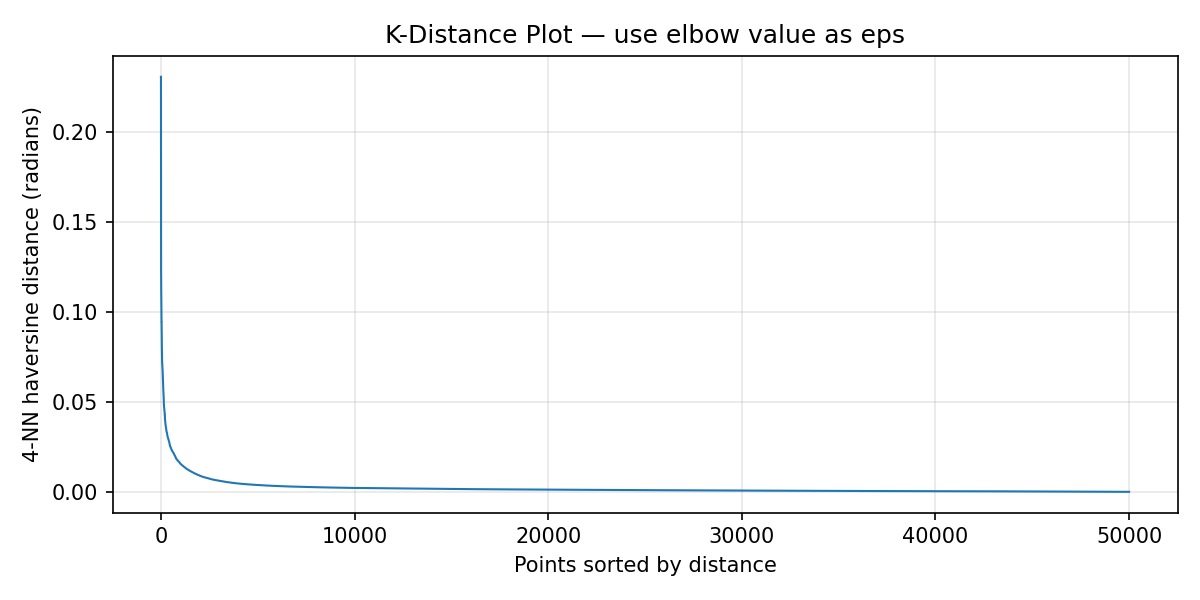 K-Distance Plot — use elbow value as eps
4-NN haversine distance (radians)
0.20
0.15
0.10
0.05
0.00
0 10000 20000 30000 40000 50000
Points sorted by distance